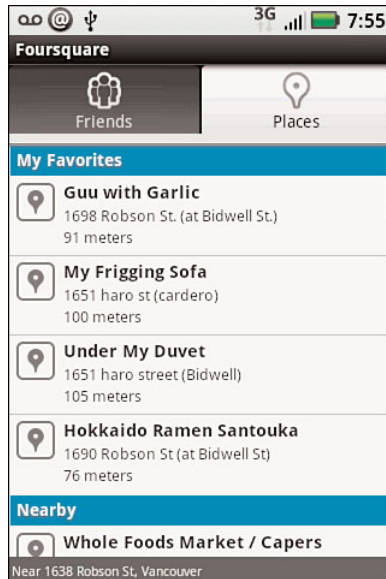 3G 7:55
Foursquare
Friends Places
My Favorites
Guu with Garlic
1698 Robson St. (at Bidwell St.)
91 meters
My Frigging Sofa
1651 haro st (cardero)
100 meters
Under My Duvet
1651 haro street (Bidwell)
105 meters
Hokkaido Ramen Santouka
1690 Robson St (at Bidwell St)
76 meters
Nearby
Whole Foods Market / Capers
Near 1638 Robson St, Vancouver